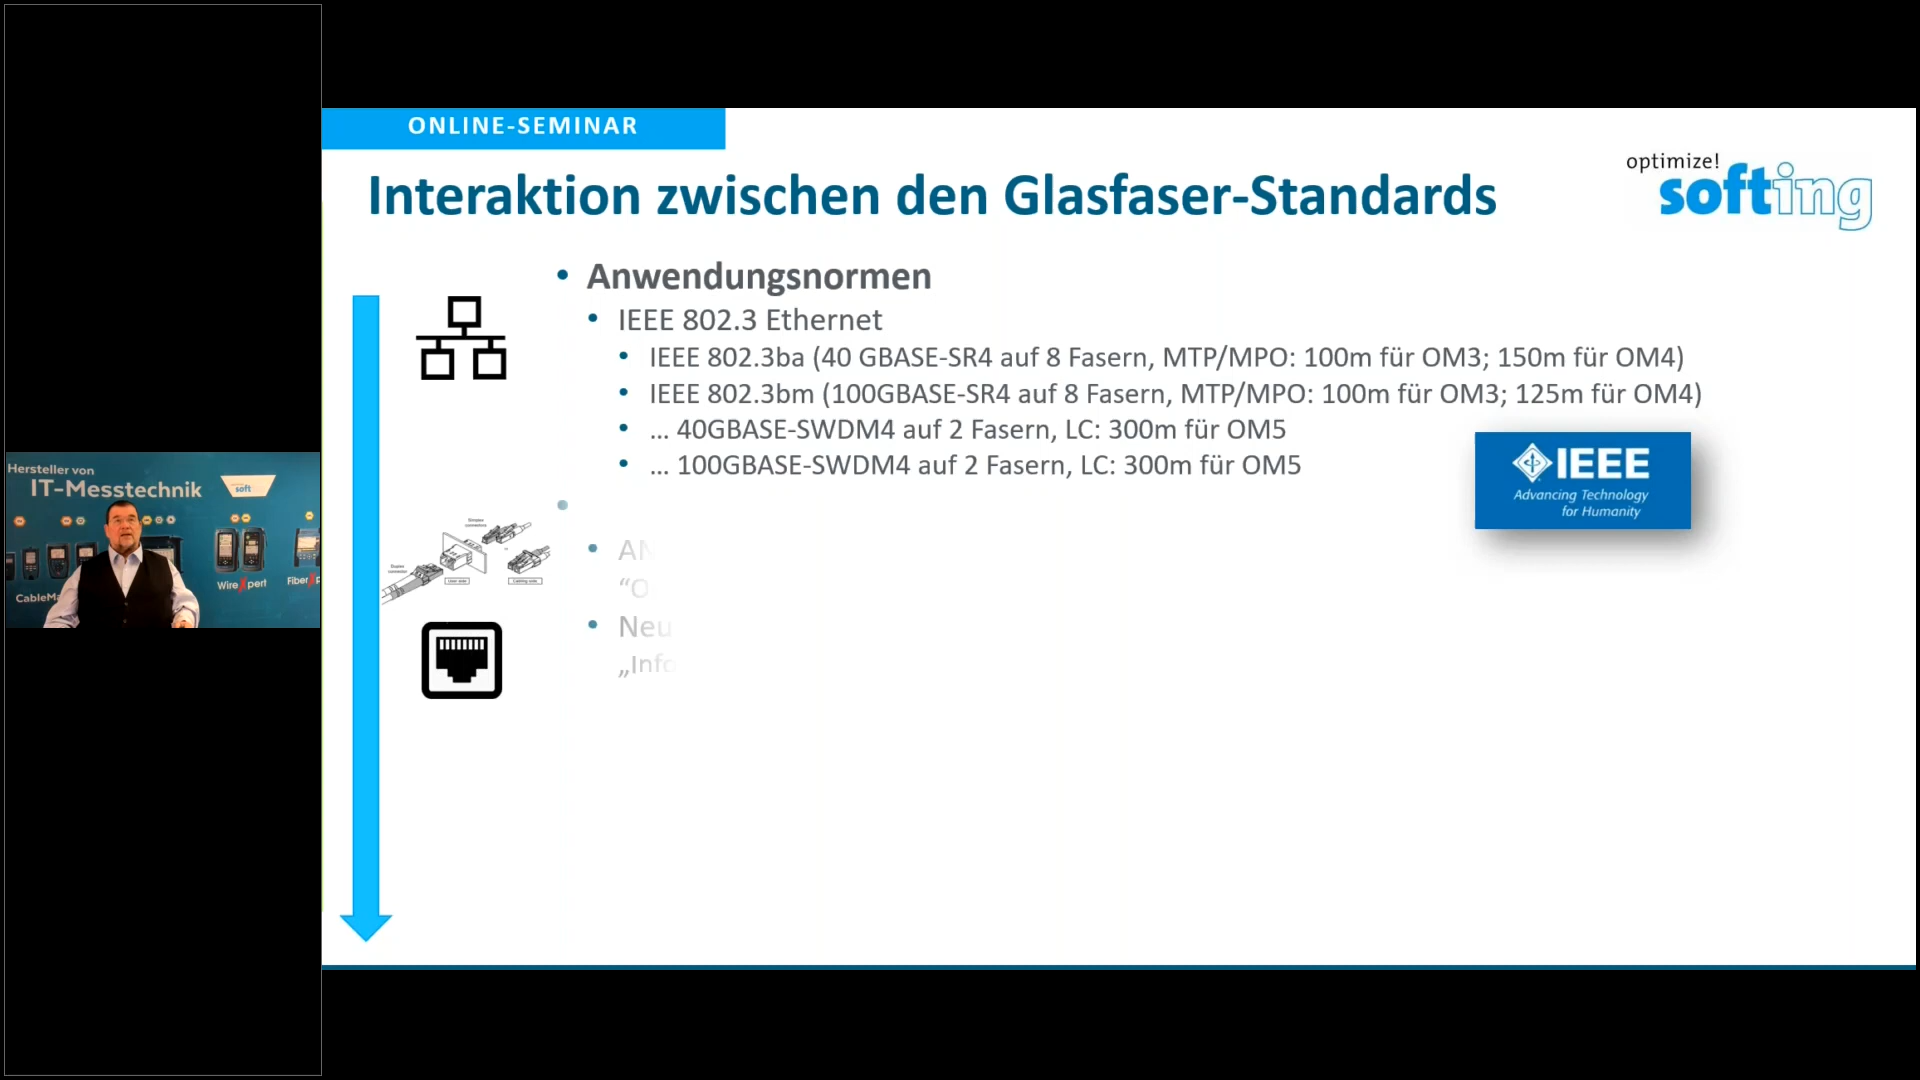 ONLINE-SEMINAR
Interaktion zwischen den Glasfaser-Standards
optimize!
softing
Anwendungsnormen
IEEE 802.3 Ethernet
IEEE 802.3ba (40 GBASE-SR4 auf 8 Fasern, MTP/MPO: 100m für OM3; 150m für OM4)
IEEE 802.3bm (100GBASE-SR4 auf 8 Fasern, MTP/MPO: 100m für OM3; 125m für OM4)
... 40GBASE-SWDM4 auf 2 Fasern, LC: 300m für OM5
... 100GBASE-SWDM4 auf 2 Fasern, LC: 300m für OM5
IEEE
Advancing Technology
for Humanity
Neu
„Info
Hersteller von
IT-Messtechnik
soft
WireXpert